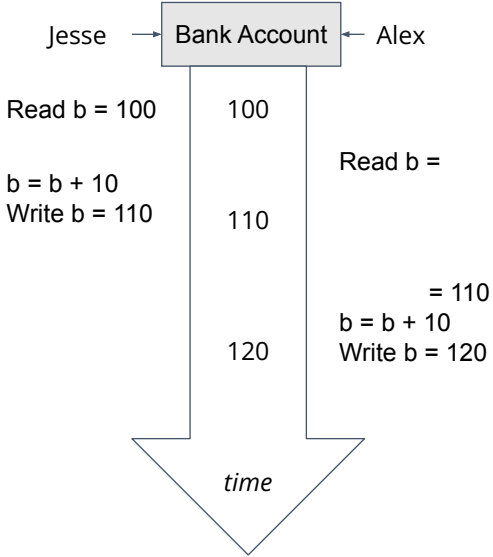 Jesse
Bank Account
Alex
Read b = 100
100
Read b =
b = b + 10
Write b = 110
110
= 110
b = b + 10
Write b = 120
120
time